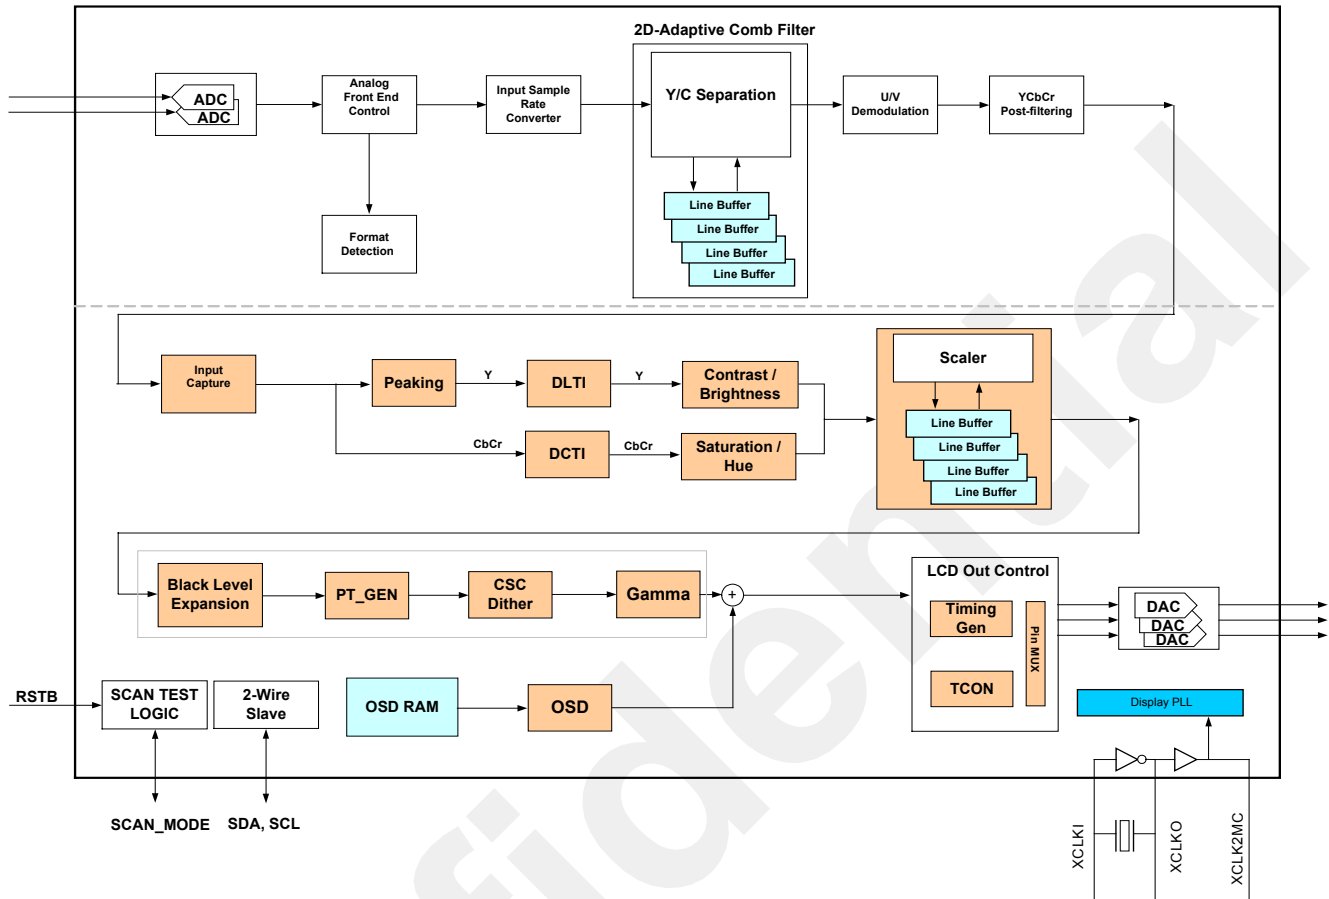 2D-Adaptive Comb Filter
ADC
ADC
Analog
Front End
Control
Input Sample
Rate
Converter
Y/C Separation
U/V
Demodulation
YCbCr
Post-filtering
Line Buffer
Line Buffer
Line Buffer
Line Buffer
Format
Detection
Input
Capture
Peaking
Y
DLTI
Y
Contrast /
Brightness
Scaler
Line Buffer
Line Buffer
Line Buffer
Line Buffer
CbCr
DCTI
CbCr
Saturation /
Hue
Black Level
Expansion
PT_GEN
CSC
Dither
Gamma
+
LCD Out Control
Timing
Gen
Pin MUX
TCON
DAC
DAC
DAC
RSTB
SCAN TEST
LOGIC
2-Wire
Slave
OSD RAM
OSD
Display PLL
SCAN_MODE
SDA, SCL
XCLKI
XCLKO
XCLK2MC
fidential